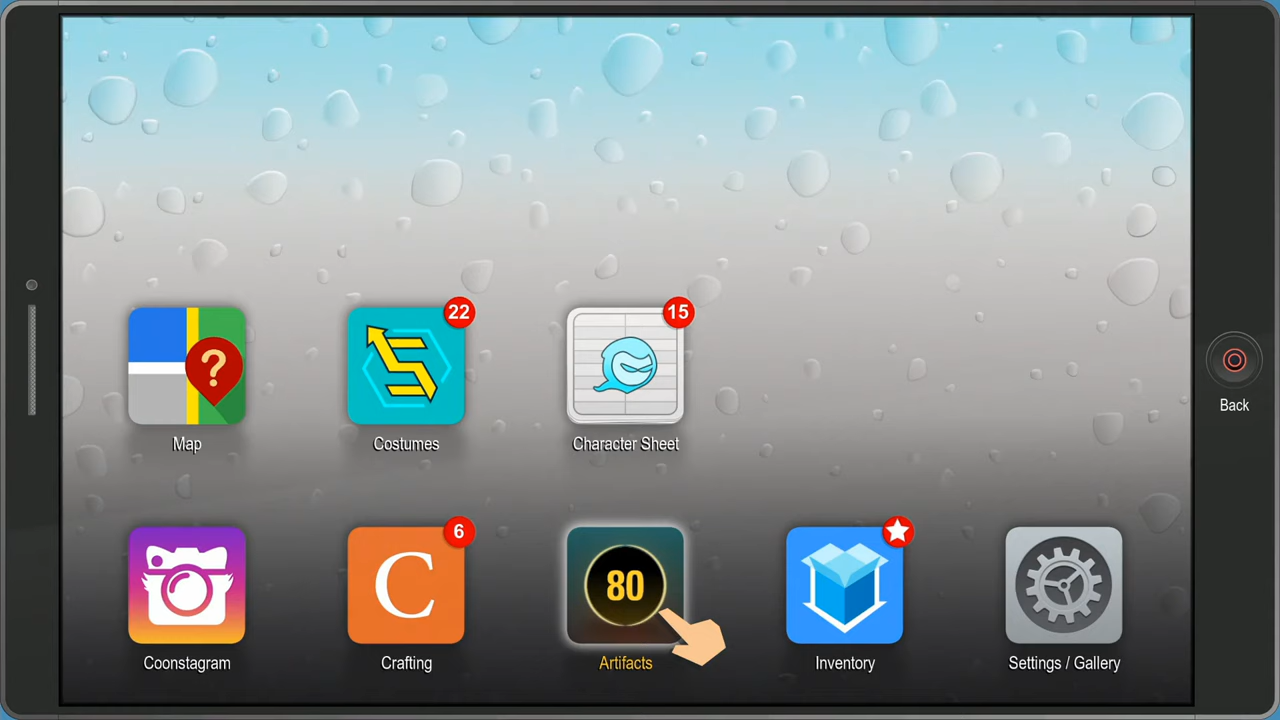 22
15
?
Map
Costumes
Character Sheet
Back
6
C
80
Coonstagram
Crafting
Artifacts
Inventory
Settings / Gallery